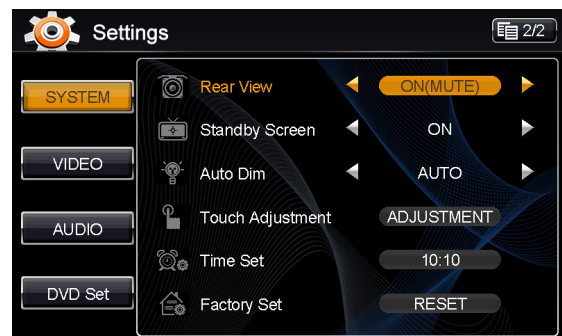 Settings
2/2
SYSTEM
VIDEO
AUDIO
DVD Set
Rear View ON(MUTE)
Standby Screen ON
Auto Dim AUTO
Touch Adjustment ADJUSTMENT
Time Set 10:10
Factory Set RESET